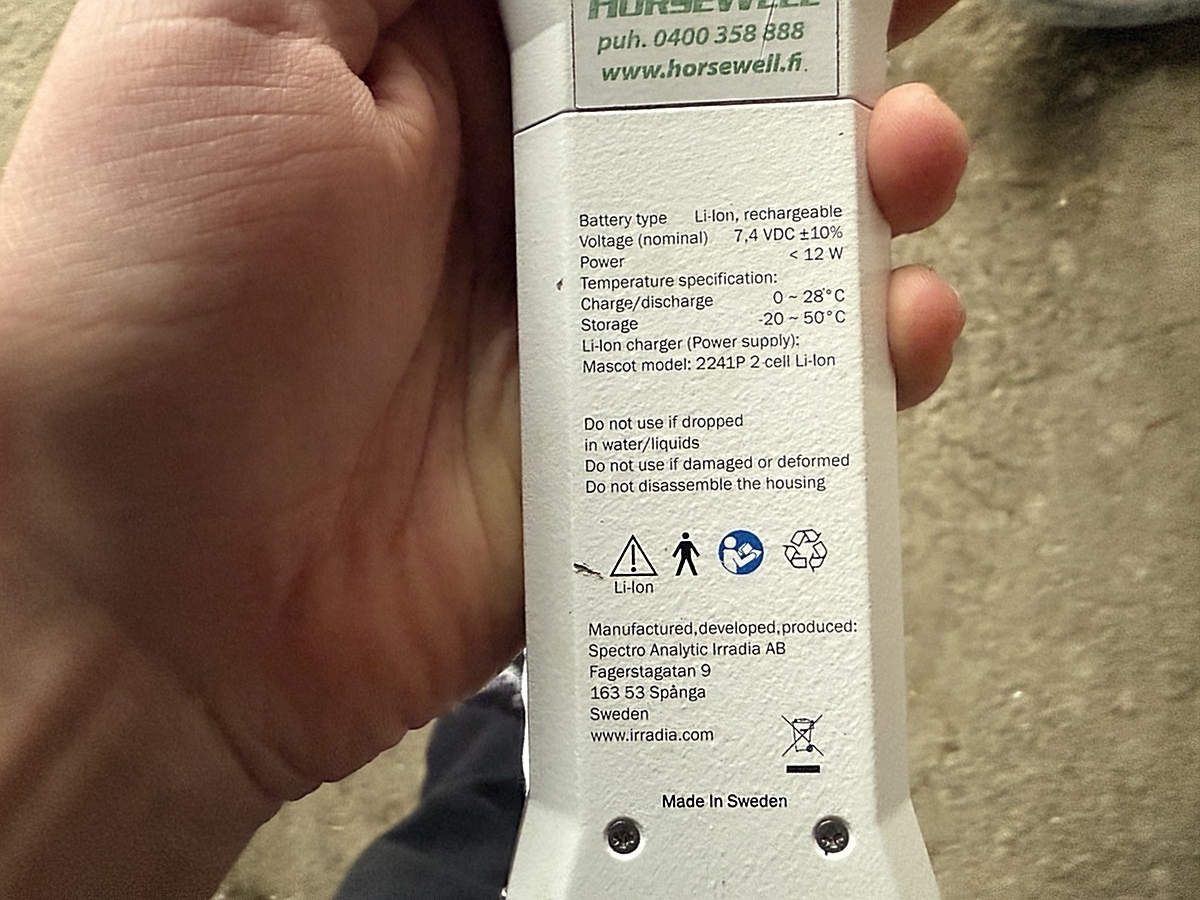 HORSEWELL
puh. 0400 358 888
www.horsewell.fi
Battery type Li-Ion, rechargeable
Voltage (nominal) 7,4 VDC ±10%
Power < 12 W
Temperature specification:
Charge/discharge 0 ~ 28°C
Storage -20 ~ 50°C
Li-Ion charger (Power supply):
Mascot model: 2241P 2 cell Li-Ion
Do not use if dropped
in water/liquids
Do not use if damaged or deformed
Do not disassemble the housing
Li-Ion
Manufactured,developed,produced:
Spectro Analytic Irradia AB
Fagerstagatan 9
163 53 Spånga
Sweden
www.irradia.com
Made In Sweden